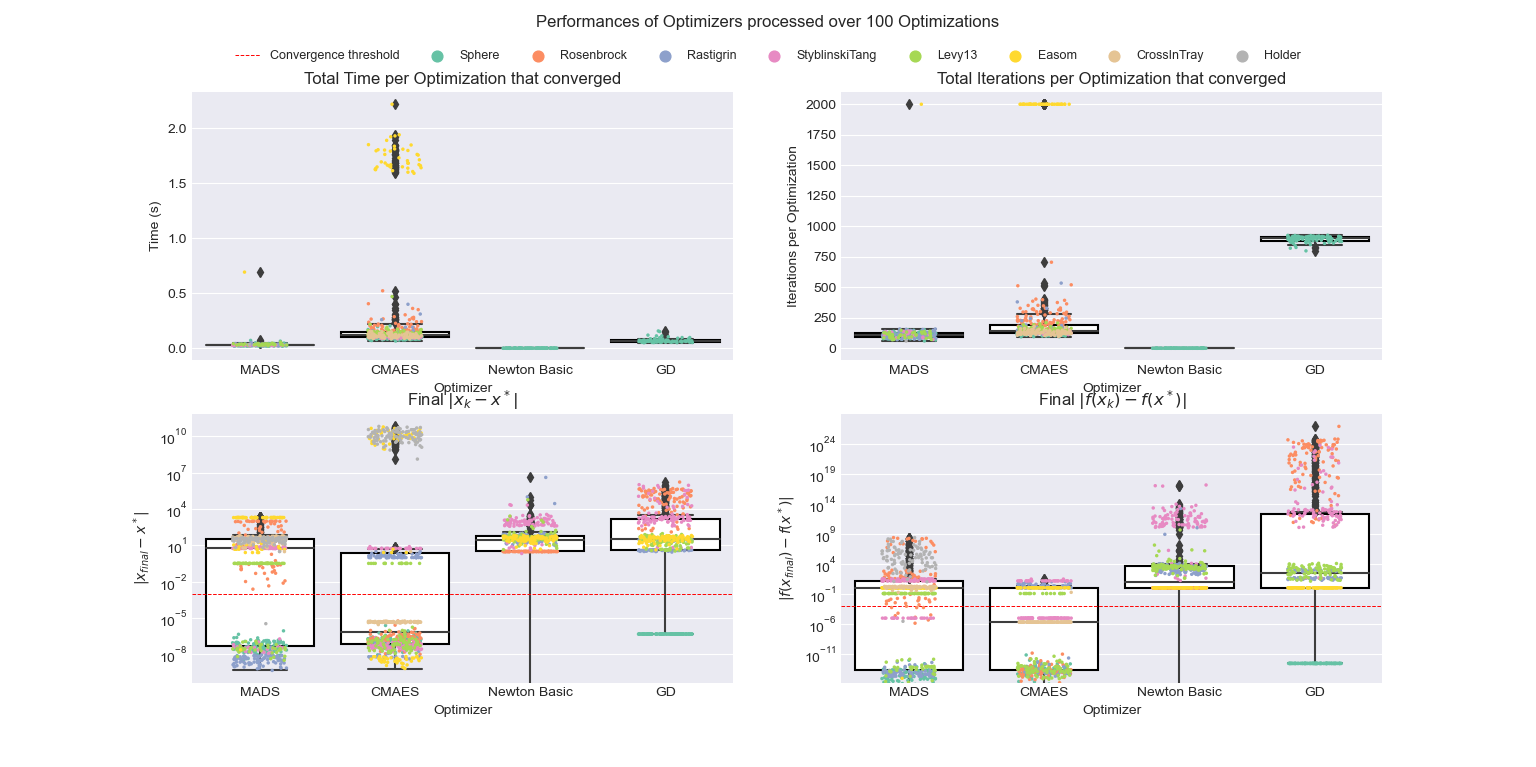 Performances of Optimizers processed over 100 Optimizations
Convergence threshold Sphere Rosenbrock Rastigrin StyblinskiTang Levy13 Easom CrossInTray Holder
Total Time per Optimization that converged
2.0
1.5
1.0
0.5
0.0
Time (s)
MADS CMAES Newton Basic GD
Optimizer
Total Iterations per Optimization that converged
2000
1750
1500
1250
1000
750
500
250
0
Iterations per Optimization
MADS CMAES Newton Basic GD
Optimizer
Final |x_k − x^*|
10^10
10^7
10^4
10^1
10^−2
10^−5
10^−8
|x_final − x^*|
MADS CMAES Newton Basic GD
Optimizer
Final |f(x_k) − f(x^*)|
10^24
10^19
10^14
10^9
10^4
10^−1
10^−6
10^−11
|f(x_final) − f(x^*)|
MADS CMAES Newton Basic GD
Optimizer